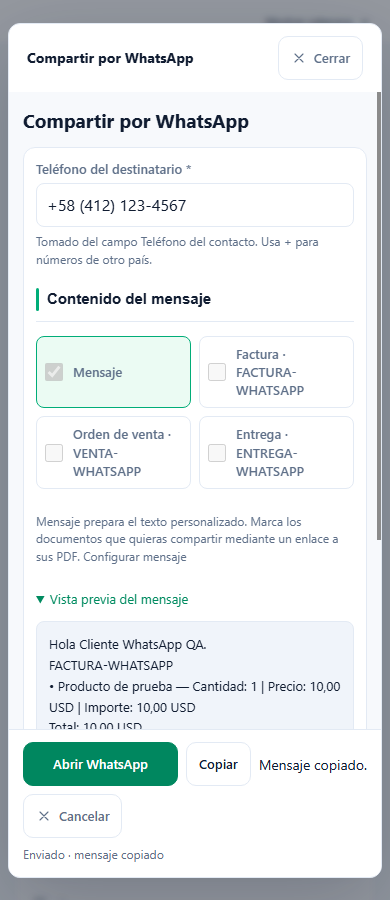 Compartir por WhatsApp
Cerrar
Compartir por WhatsApp
Teléfono del destinatario *
+58 (412) 123-4567
Tomado del campo Teléfono del contacto. Usa + para
números de otro país.
Contenido del mensaje
Mensaje
Factura ·
FACTURA-
WHATSAPP
Orden de venta ·
VENTA-
WHATSAPP
Entrega ·
ENTREGA-
WHATSAPP
Mensaje prepara el texto personalizado. Marca los
documentos que quieras compartir mediante un enlace a
sus PDF. Configurar mensaje
▼ Vista previa del mensaje
Hola Cliente WhatsApp QA.
FACTURA-WHATSAPP
• Producto de prueba — Cantidad: 1 | Precio: 10,00
USD | Importe: 10,00 USD
Total: 10,00 USD
Abrir WhatsApp
Copiar
Mensaje copiado.
Cancelar
Enviado · mensaje copiado